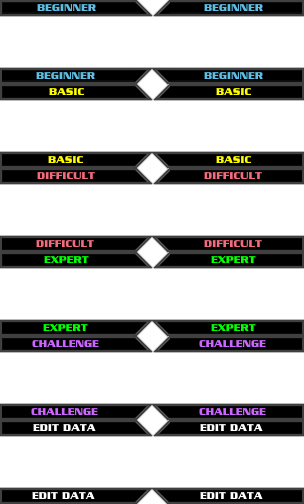 BEGINNER BEGINNER
BEGINNER BEGINNER
BASIC BASIC
BASIC BASIC
DIFFICULT DIFFICULT
DIFFICULT DIFFICULT
EXPERT EXPERT
EXPERT EXPERT
CHALLENGE CHALLENGE
CHALLENGE CHALLENGE
EDIT DATA EDIT DATA
EDIT DATA EDIT DATA